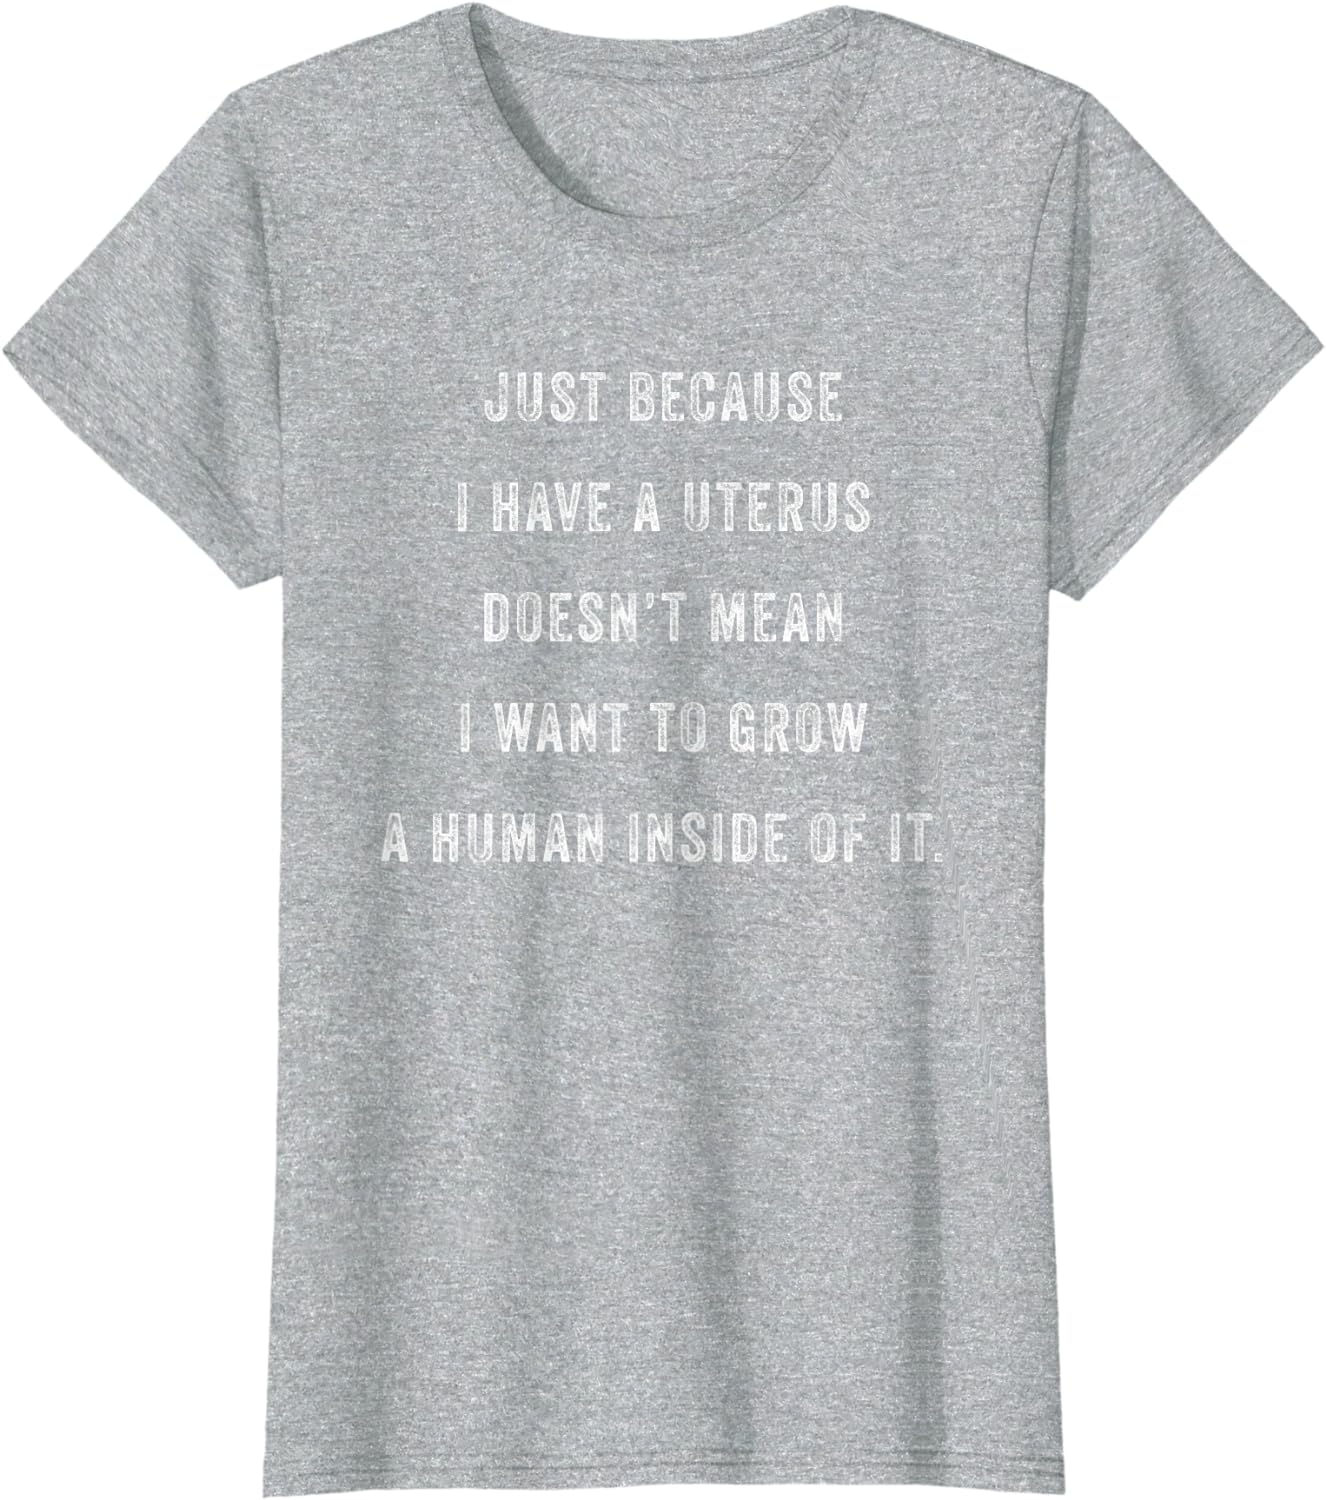 JUST BECAUSE
I HAVE A UTERUS
DOESN'T MEAN
I WANT TO GROW
A HUMAN INSIDE OF IT.